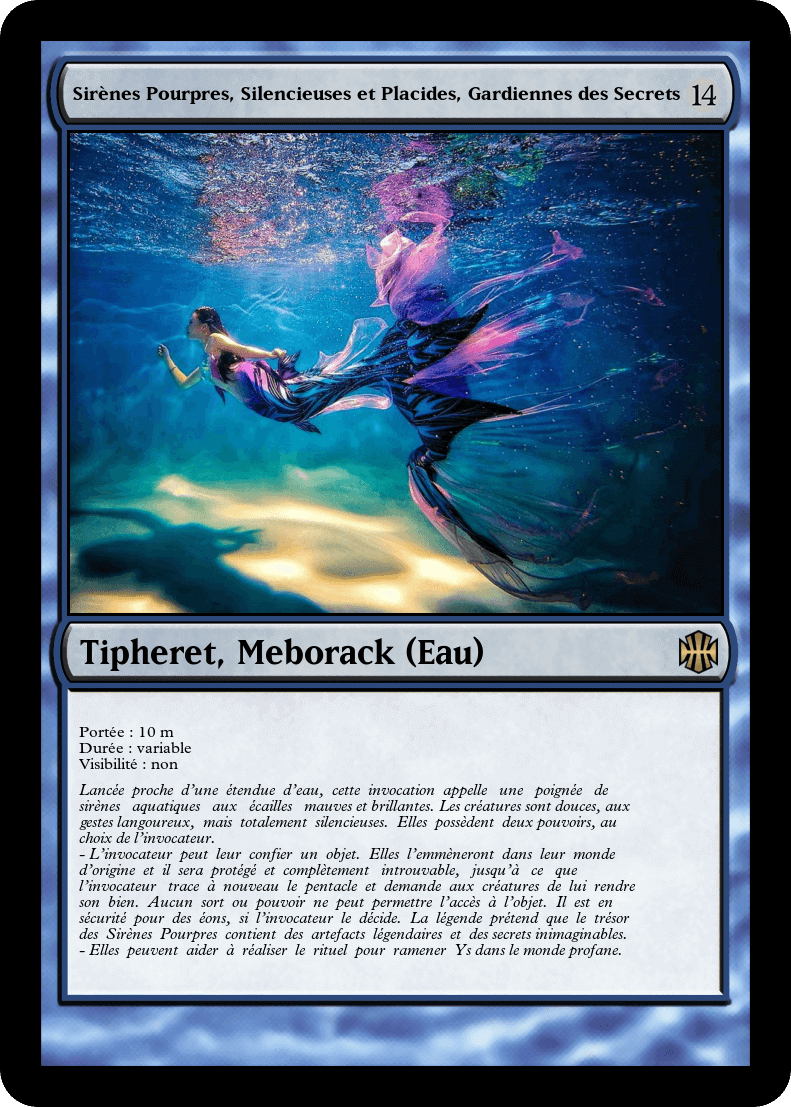 Sirènes Pourpres, Silencieuses et Placides, Gardiennes des Secrets 14
Tipheret, Meborack (Eau)
Portée : 10 m
Durée : variable
Visibilité : non
Lancée proche d'une étendue d'eau, cette invocation appelle une poignée de
sirènes aquatiques aux écailles mauves et brillantes. Les créatures sont douces, aux
gestes langoureux, mais totalement silencieuses. Elles possèdent deux pouvoirs, au
choix de l'invocateur.
- L'invocateur peut leur confier un objet. Elles l'emmèneront dans leur monde
d'origine et il sera protégé et complètement introuvable, jusqu'à ce que
l'invocateur trace à nouveau le pentacle et demande aux créatures de lui rendre
son bien. Aucun sort ou pouvoir ne peut permettre l'accès à l'objet. Il est en
sécurité pour des éons, si l'invocateur le décide. La légende prétend que le trésor
des Sirènes Pourpres contient des artefacts légendaires et des secrets inimaginables.
- Elles peuvent aider à réaliser le rituel pour ramener Ys dans le monde profane.